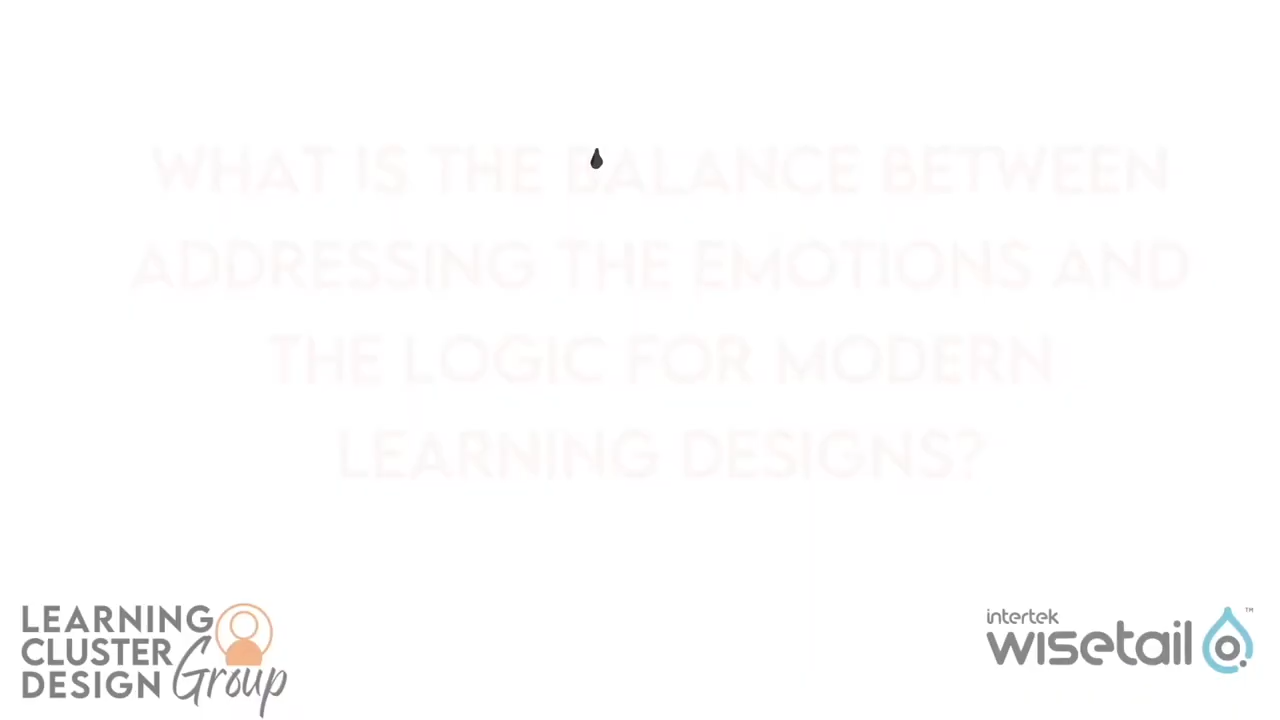 WHAT IS THE BALANCE BETWEEN
ADDRESSING THE EMOTIONS AND
THE LOGIC FOR MODERN
LEARNING DESIGNS?
LEARNING
CLUSTER
DESIGN Group
intertek
wisetail ™